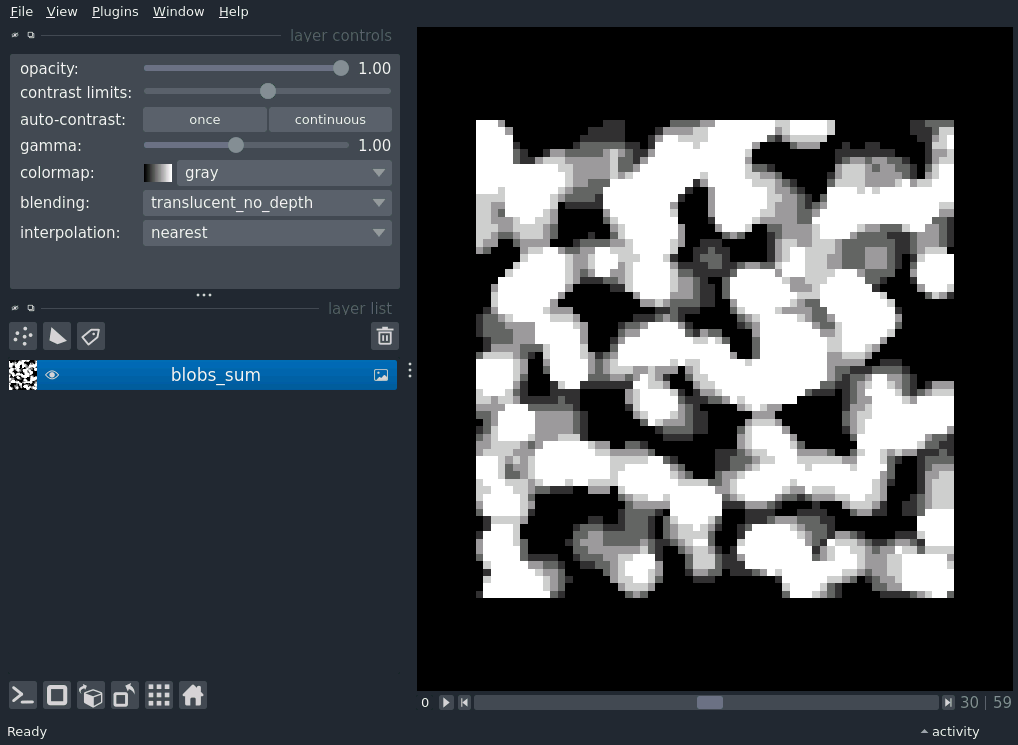 File View Plugins Window Help
layer controls
opacity: 1.00
contrast limits:
auto-contrast: once continuous
gamma: 1.00
colormap: gray
blending: translucent_no_depth
interpolation: nearest
layer list
blobs_sum
0 30 | 59
Ready activity